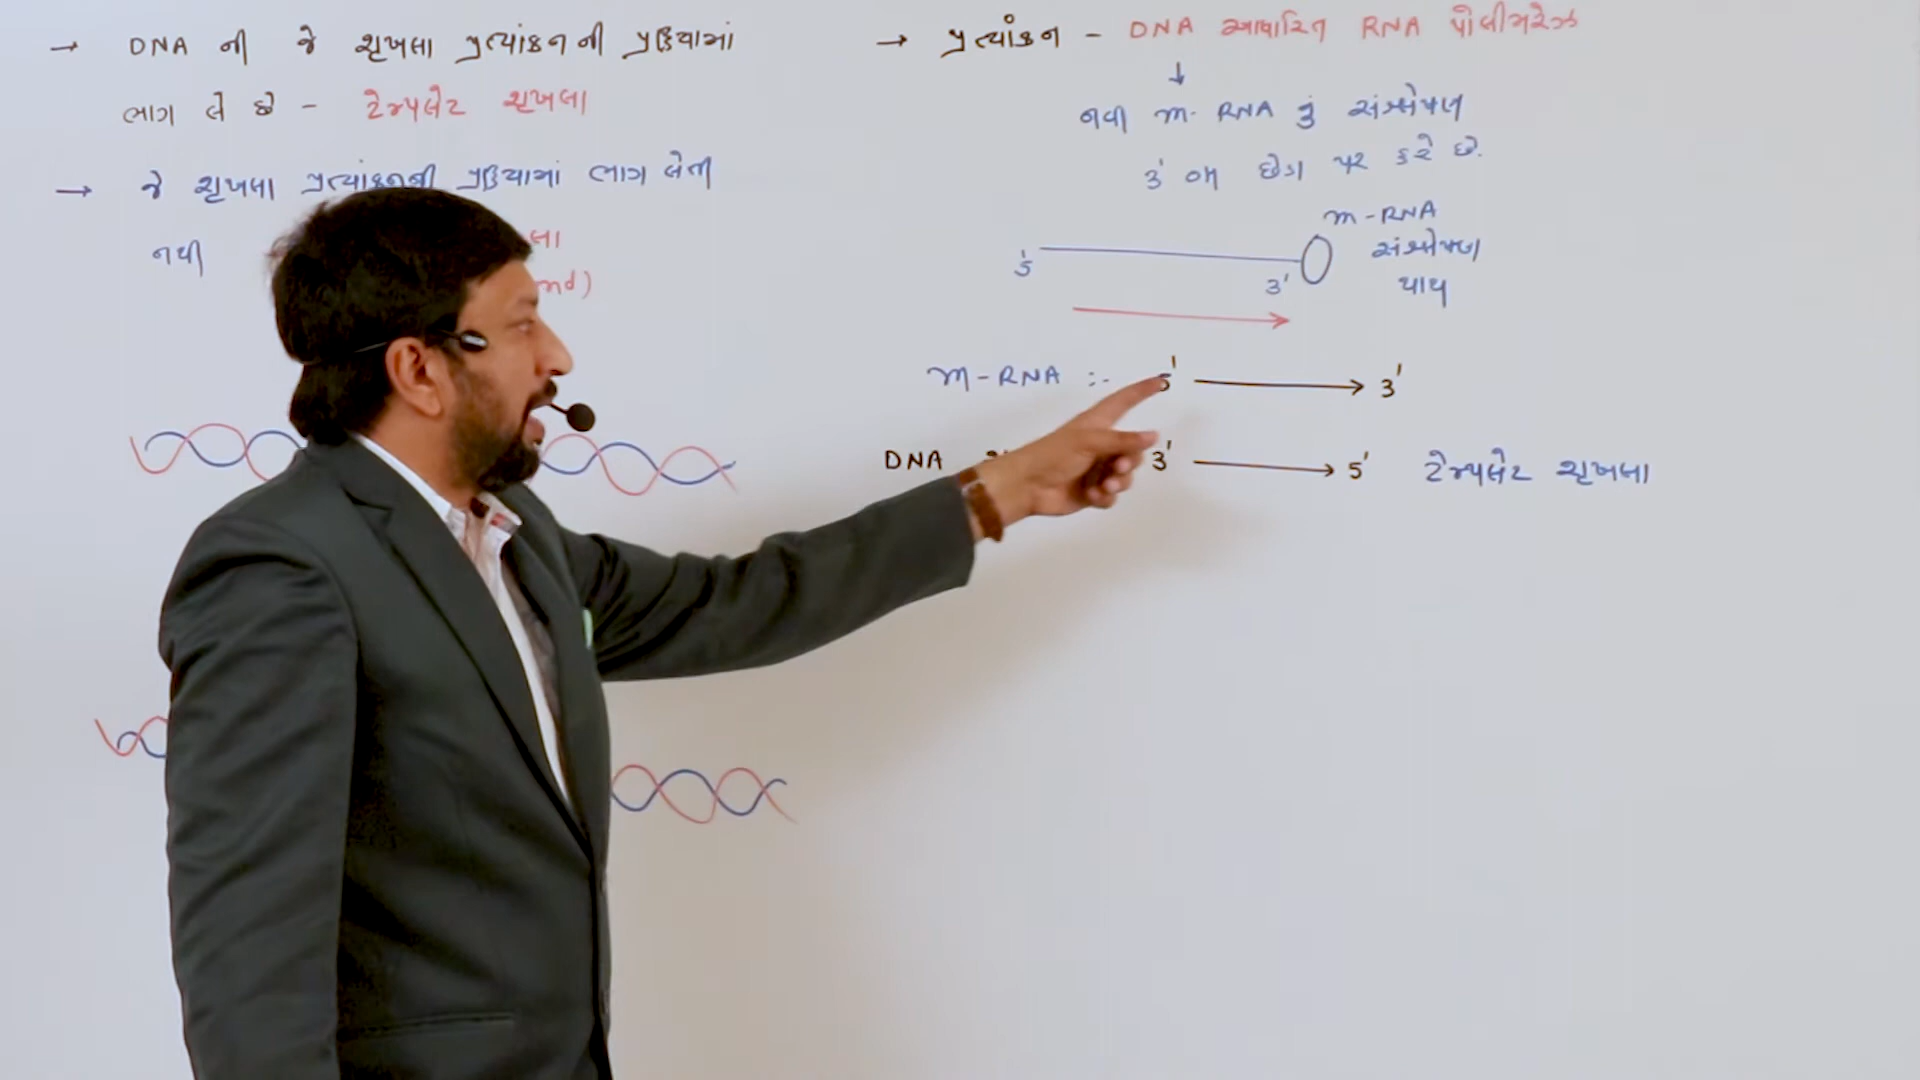 → DNA ની જે શૃંખલા પ્રત્યાંકનની પ્રક્રિયામાં
ભાગ લે છે - ટેમ્પલેટ શૃંખલા
→ જે શૃંખલા પ્રત્યાંકનની પ્રક્રિયામાં ભાગ લેતી
નથી
→ પ્રત્યાંકન - DNA આધારિત RNA પોલીમરેઝ
↓
નવી m-RNA નું સંશ્લેષણ
3' OH છેડા પર કરે છે.
m-RNA
સંશ્લેષણ
થાય
5' 3'
m-RNA :- 5' → 3'
DNA 3' → 5' ટેમ્પલેટ શૃંખલા